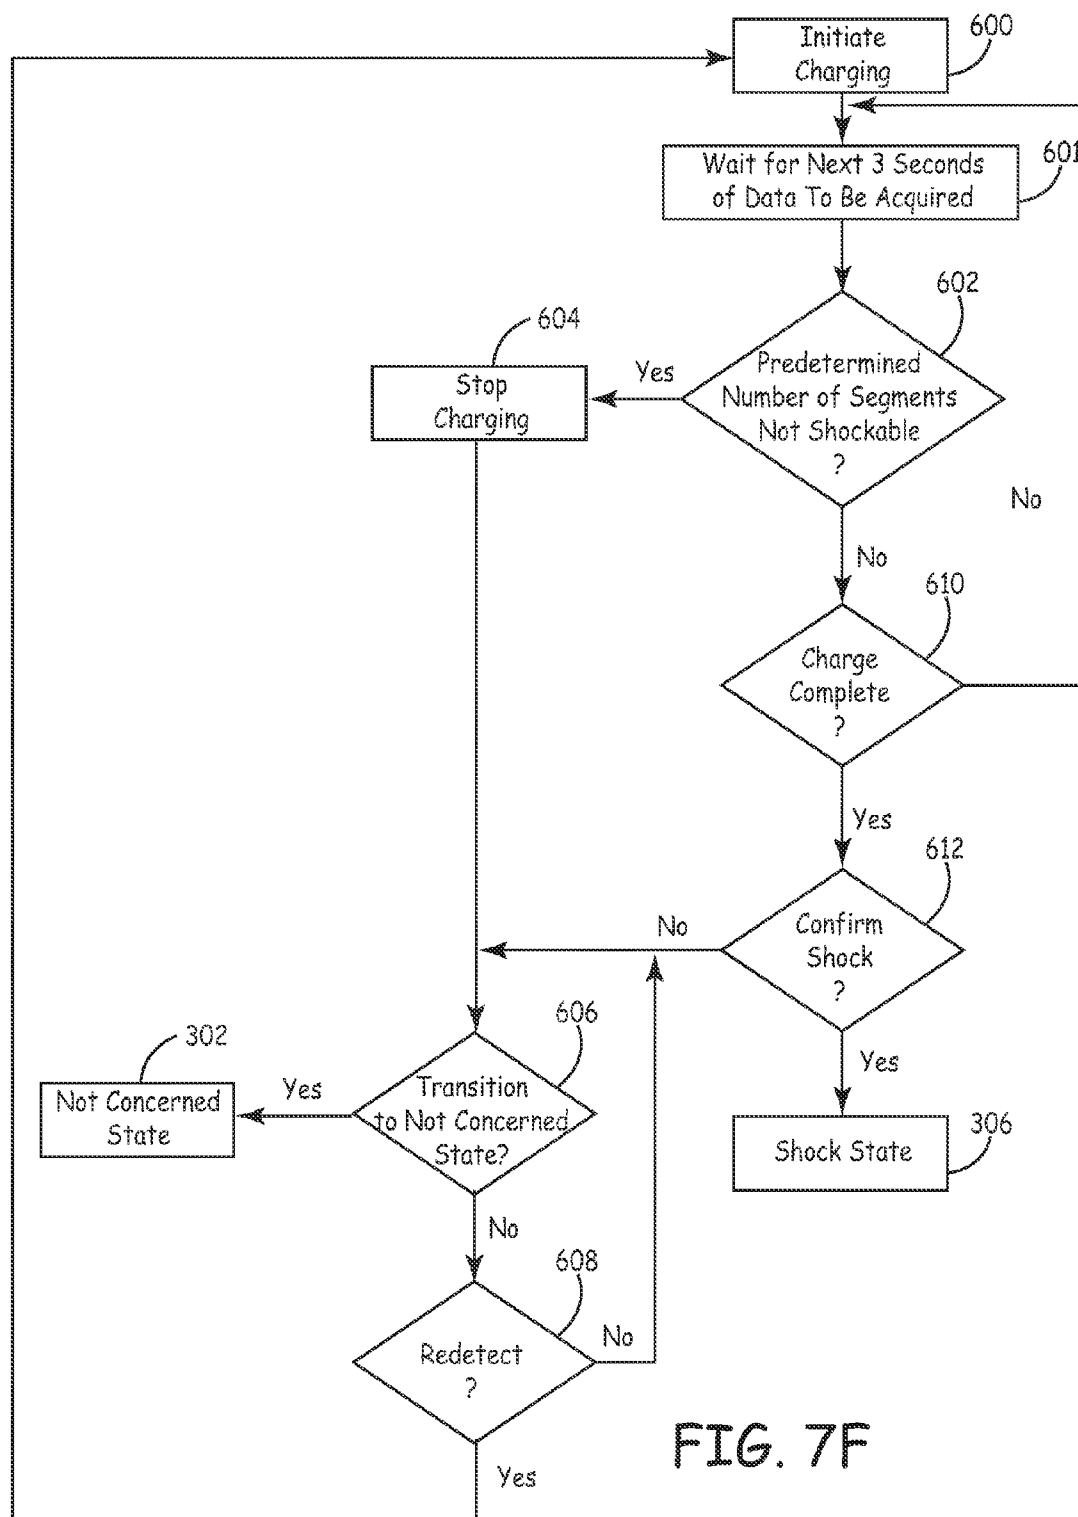 Initiate
Charging
600
Wait for Next 3 Seconds
of Data To Be Acquired
601
602
Predetermined
Number of Segments
Not Shockable
?
Yes
604
Stop
Charging
No
No
610
Charge
Complete
?
Yes
612
Confirm
Shock
?
No
606
Transition
to Not Concerned
State?
Yes
302
Not Concerned
State
Yes
306
Shock State
No
608
Redetect
?
No
Yes
FIG. 7F